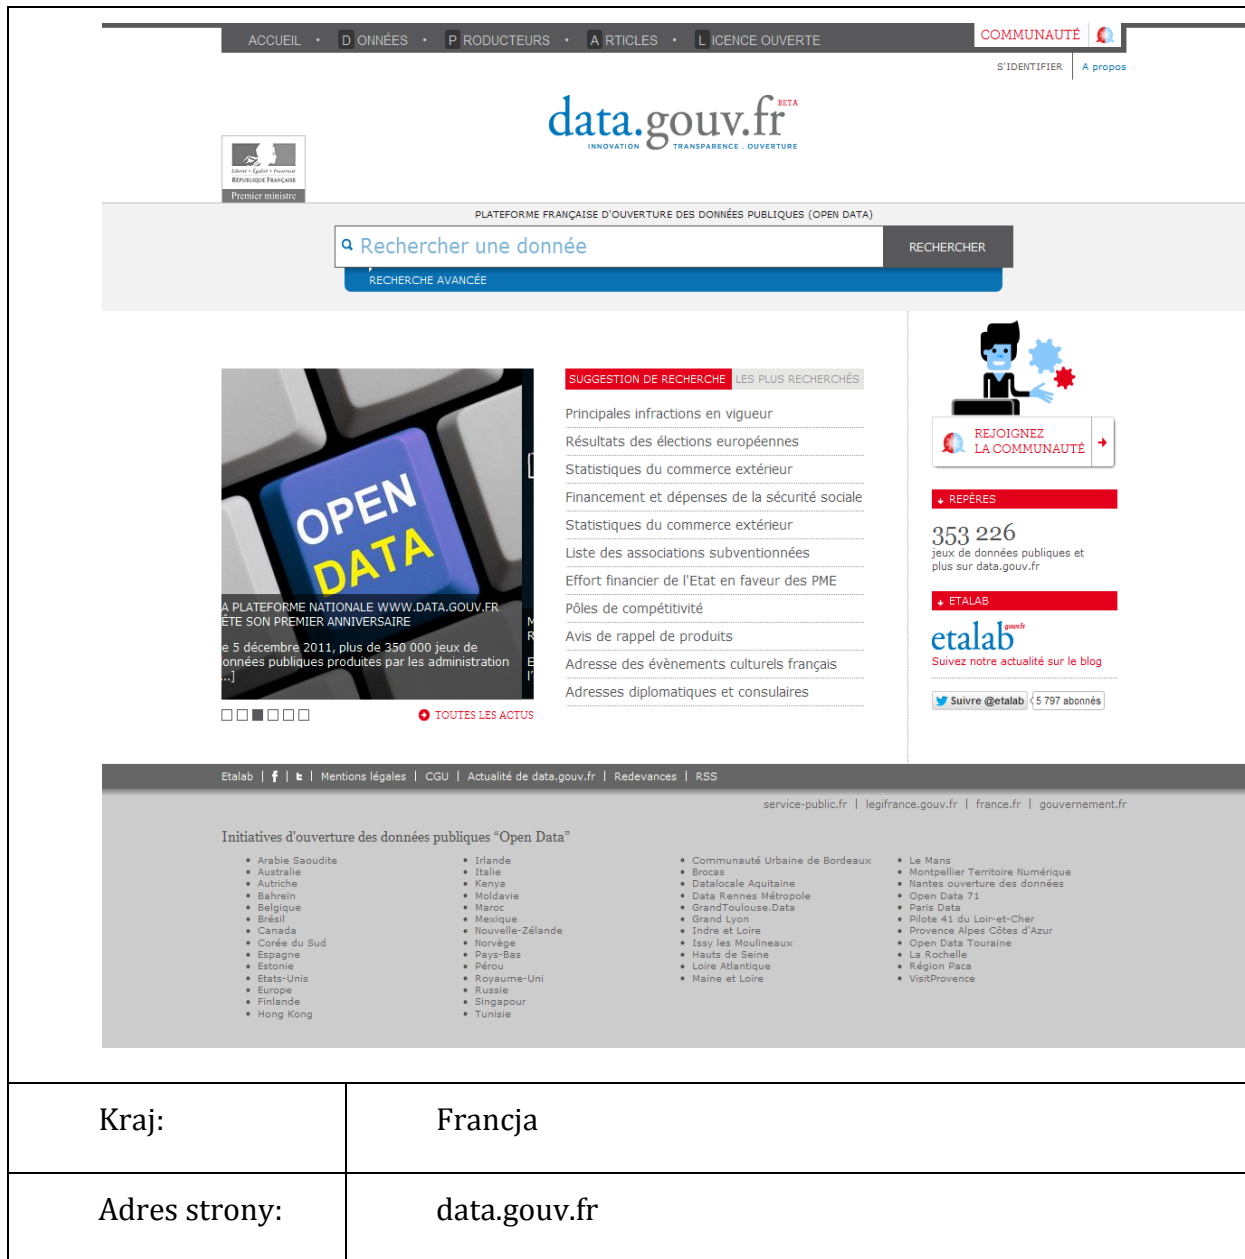 ACCUEIL • DONNÉES • PRODUCTEURS • ARTICLES • LICENCE OUVERTE
COMMUNAUTÉ
S'IDENTIFIER
A propos
data.gouv.fr BETA
INNOVATION TRANSPARENCE . OUVERTURE
Liberté • Égalité • Fraternité
RÉPUBLIQUE FRANÇAISE
Premier ministre
PLATEFORME FRANÇAISE D'OUVERTURE DES DONNÉES PUBLIQUES (OPEN DATA)
Rechercher une donnée
RECHERCHER
RECHERCHE AVANCÉE
OPEN
DATA
A PLATEFORME NATIONALE WWW.DATA.GOUV.FR
ÊTE SON PREMIER ANNIVERSAIRE
e 5 décembre 2011, plus de 350 000 jeux de
onnées publiques produites par les administration
...]
M
R
E
l'
TOUTES LES ACTUS
SUGGESTION DE RECHERCHE
LES PLUS RECHERCHÉS
Principales infractions en vigueur
Résultats des élections européennes
Statistiques du commerce extérieur
Financement et dépenses de la sécurité sociale
Statistiques du commerce extérieur
Liste des associations subventionnées
Effort financier de l'Etat en faveur des PME
Pôles de compétitivité
Avis de rappel de produits
Adresse des évènements culturels français
Adresses diplomatiques et consulaires
REJOIGNEZ
LA COMMUNAUTÉ
REPÈRES
353 226
jeux de données publiques et
plus sur data.gouv.fr
ETALAB
etalab gouv.fr
Suivez notre actualité sur le blog
Suivre @etalab
5 797 abonnés
Etalab | f | t | Mentions légales | CGU | Actualité de data.gouv.fr | Redevances | RSS
service-public.fr | legifrance.gouv.fr | france.fr | gouvernement.fr
Initiatives d'ouverture des données publiques “Open Data”
• Arabie Saoudite
• Australie
• Autriche
• Bahrein
• Belgique
• Brésil
• Canada
• Corée du Sud
• Espagne
• Estonie
• Etats-Unis
• Europe
• Finlande
• Hong Kong
• Irlande
• Italie
• Kenya
• Moldavie
• Maroc
• Mexique
• Nouvelle-Zélande
• Norvège
• Pays-Bas
• Pérou
• Royaume-Uni
• Russie
• Singapour
• Tunisie
• Communauté Urbaine de Bordeaux
• Brocas
• Datalocale Aquitaine
• Data Rennes Métropole
• GrandToulouse.Data
• Grand Lyon
• Indre et Loire
• Issy les Moulineaux
• Hauts de Seine
• Loire Atlantique
• Maine et Loire
• Le Mans
• Montpellier Territoire Numérique
• Nantes ouverture des données
• Open Data 71
• Paris Data
• Pilote 41 du Loir-et-Cher
• Provence Alpes Côtes d'Azur
• Open Data Touraine
• La Rochelle
• Région Paca
• VisitProvence
Kraj:
Francja
Adres strony:
data.gouv.fr